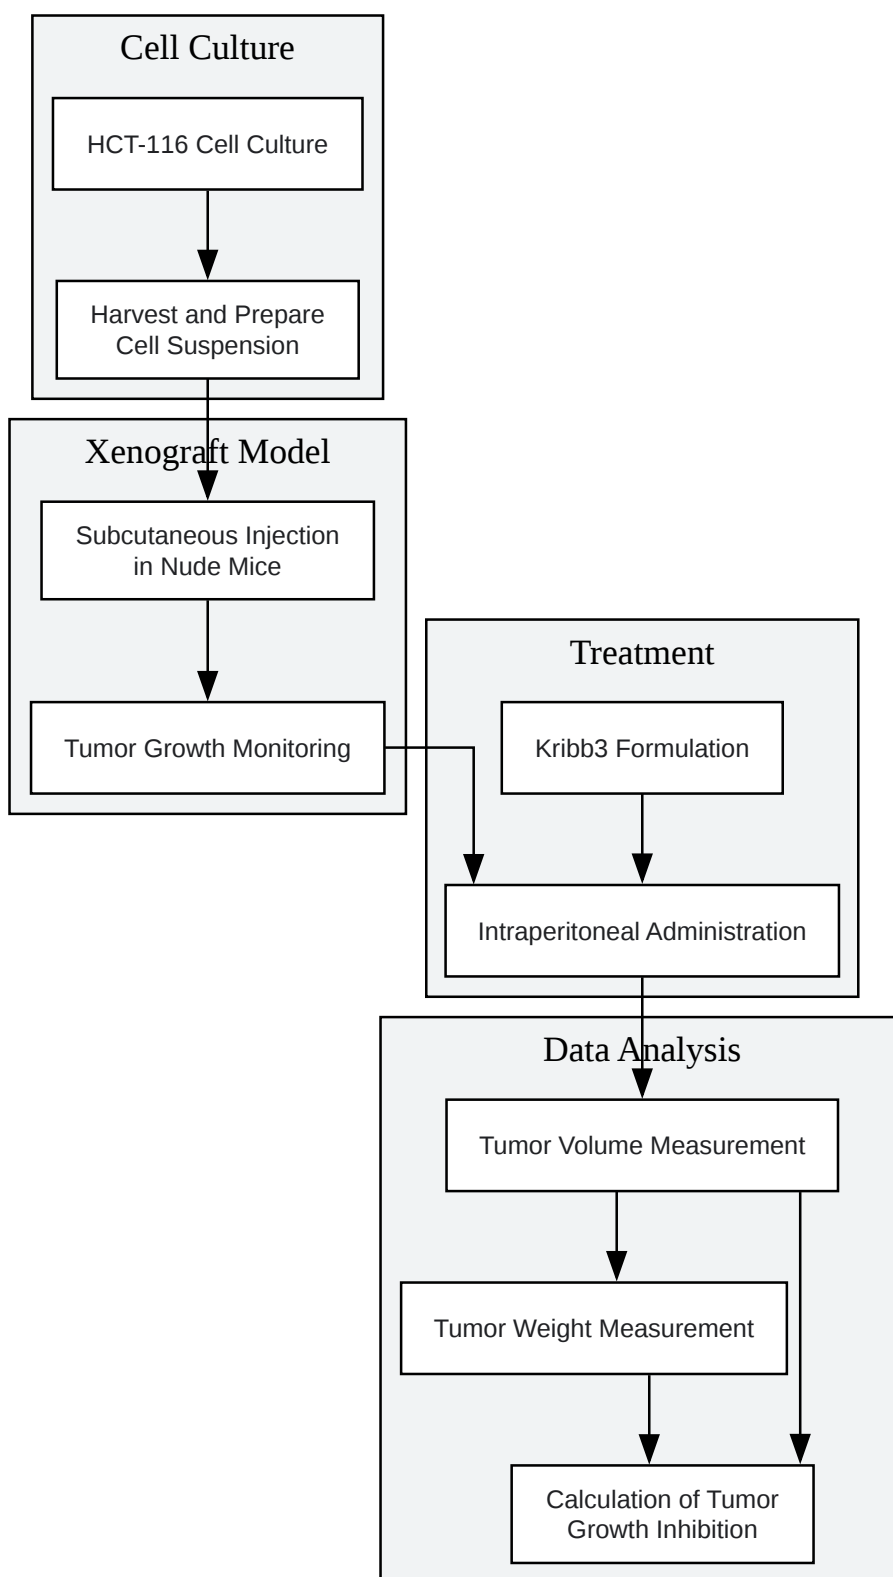 Cell Culture
HCT-116 Cell Culture
Harvest and Prepare
Cell Suspension
Xenograft Model
Subcutaneous Injection
in Nude Mice
Tumor Growth Monitoring
Treatment
Kribb3 Formulation
Intraperitoneal Administration
Data Analysis
Tumor Volume Measurement
Tumor Weight Measurement
Calculation of Tumor
Growth Inhibition